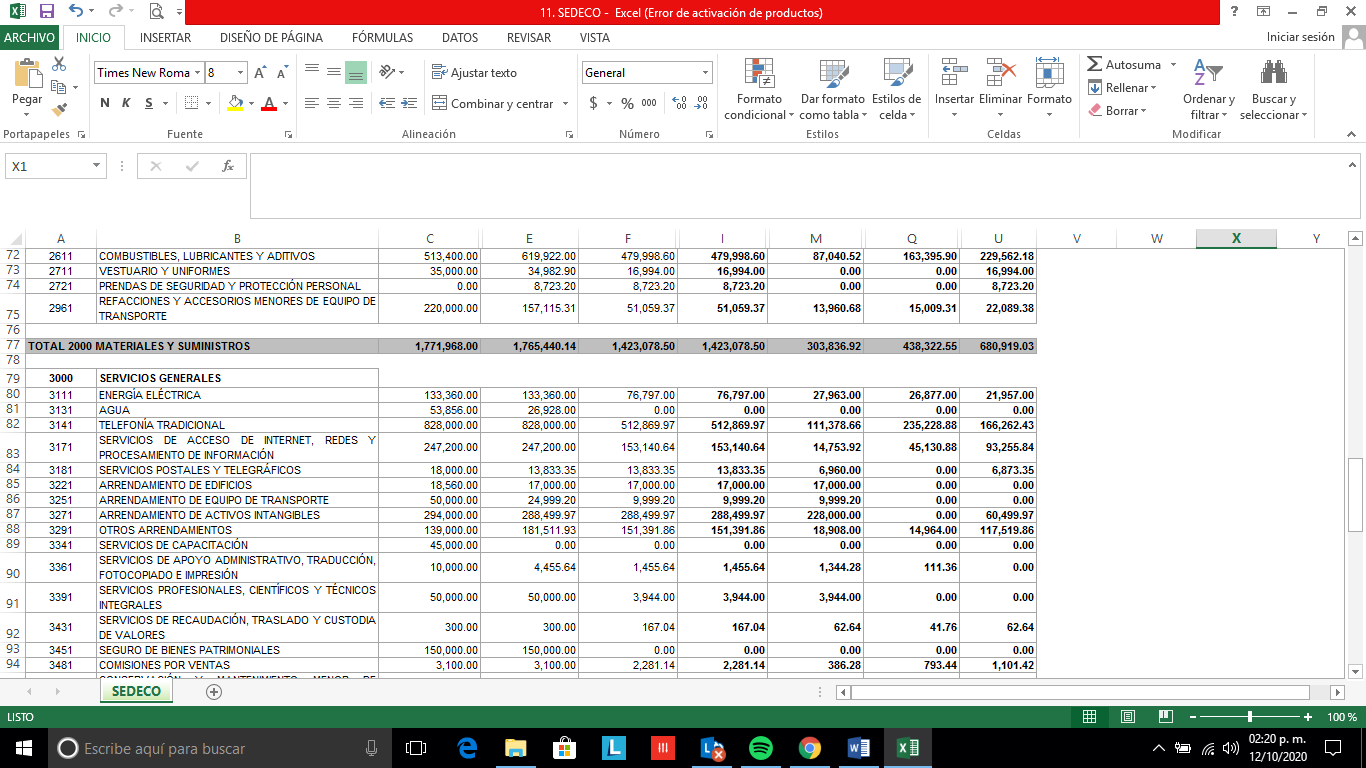 11. SEDECO - Excel (Error de activación de productos)
ARCHIVO INICIO INSERTAR DISEÑO DE PÁGINA FÓRMULAS DATOS REVISAR VISTA Iniciar sesión
Times New Roma 8 Ajustar texto General
Pegar N K S Combinar y centrar $ % 000
Formato condicional Dar formato como tabla Estilos de celda Insertar Eliminar Formato
Autosuma Rellenar Borrar Ordenar y filtrar Buscar y seleccionar
Portapapeles Fuente Alineación Número Estilos Celdas Modificar
X1 fx
A B C E F I M Q U V W X Y
72 2611 COMBUSTIBLES, LUBRICANTES Y ADITIVOS 513,400.00 619,922.00 479,998.60 479,998.60 87,040.52 163,395.90 229,562.18
73 2711 VESTUARIO Y UNIFORMES 35,000.00 34,982.90 16,994.00 16,994.00 0.00 0.00 16,994.00
74 2721 PRENDAS DE SEGURIDAD Y PROTECCIÓN PERSONAL 0.00 8,723.20 8,723.20 8,723.20 0.00 0.00 8,723.20
75 2961 REFACCIONES Y ACCESORIOS MENORES DE EQUIPO DE
TRANSPORTE 220,000.00 157,115.31 51,059.37 51,059.37 13,960.68 15,009.31 22,089.38
76
77 TOTAL 2000 MATERIALES Y SUMINISTROS 1,771,968.00 1,765,440.14 1,423,078.50 1,423,078.50 303,836.92 438,322.55 680,919.03
78
79 3000 SERVICIOS GENERALES
80 3111 ENERGÍA ELÉCTRICA 133,360.00 133,360.00 76,797.00 76,797.00 27,963.00 26,877.00 21,957.00
81 3131 AGUA 53,856.00 26,928.00 0.00 0.00 0.00 0.00 0.00
82 3141 TELEFONÍA TRADICIONAL 828,000.00 828,000.00 512,869.97 512,869.97 111,378.66 235,228.88 166,262.43
83 3171 SERVICIOS DE ACCESO DE INTERNET, REDES Y
PROCESAMIENTO DE INFORMACIÓN 247,200.00 247,200.00 153,140.64 153,140.64 14,753.92 45,130.88 93,255.84
84 3181 SERVICIOS POSTALES Y TELEGRÁFICOS 18,000.00 13,833.35 13,833.35 13,833.35 6,960.00 0.00 6,873.35
85 3221 ARRENDAMIENTO DE EDIFICIOS 18,560.00 17,000.00 17,000.00 17,000.00 17,000.00 0.00 0.00
86 3251 ARRENDAMIENTO DE EQUIPO DE TRANSPORTE 50,000.00 24,999.20 9,999.20 9,999.20 9,999.20 0.00 0.00
87 3271 ARRENDAMIENTO DE ACTIVOS INTANGIBLES 294,000.00 288,499.97 288,499.97 288,499.97 228,000.00 0.00 60,499.97
88 3291 OTROS ARRENDAMIENTOS 139,000.00 181,511.93 151,391.86 151,391.86 18,908.00 14,964.00 117,519.86
89 3341 SERVICIOS DE CAPACITACIÓN 45,000.00 0.00 0.00 0.00 0.00 0.00 0.00
90 3361 SERVICIOS DE APOYO ADMINISTRATIVO, TRADUCCIÓN,
FOTOCOPIADO E IMPRESIÓN 10,000.00 4,455.64 1,455.64 1,455.64 1,344.28 111.36 0.00
91 3391 SERVICIOS PROFESIONALES, CIENTÍFICOS Y TÉCNICOS
INTEGRALES 50,000.00 50,000.00 3,944.00 3,944.00 3,944.00 0.00 0.00
92 3431 SERVICIOS DE RECAUDACIÓN, TRASLADO Y CUSTODIA
DE VALORES 300.00 300.00 167.04 167.04 62.64 41.76 62.64
93 3451 SEGURO DE BIENES PATRIMONIALES 150,000.00 150,000.00 0.00 0.00 0.00 0.00 0.00
94 3481 COMISIONES POR VENTAS 3,100.00 3,100.00 2,281.14 2,281.14 386.28 793.44 1,101.42
SEDECO
LISTO 100 %
Escribe aquí para buscar 02:20 p. m.
12/10/2020